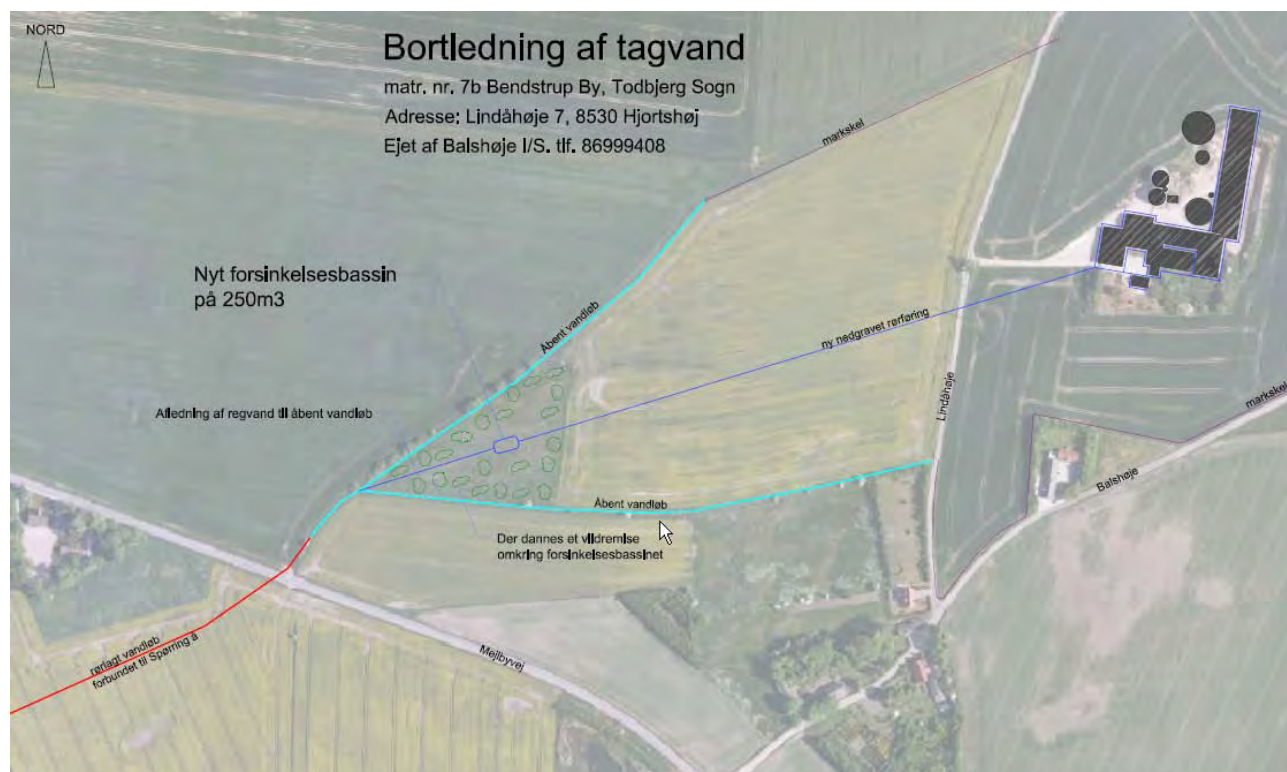 NORD
Bortledning af tagvand
matr. nr. 7b Bendstrup By, Todbjerg Sogn
Adresse: Lindåhøje 7, 8530 Hjortshøj
Ejet af Balshøje I/S. tlf. 86999408
markskel
Nyt forsinkelsesbassin
på 250m3
Åbent vandløb
ny nedgravet rørføring
Lindåhøje
markskel
Afledning af regvand til åbent vandløb
Balshøje
Åbent vandløb
Der dannes et vildremise
omkring forsinkelsesbassinet
Mejlbyvej
rørlagt vandløb
forbundet til Spørring å